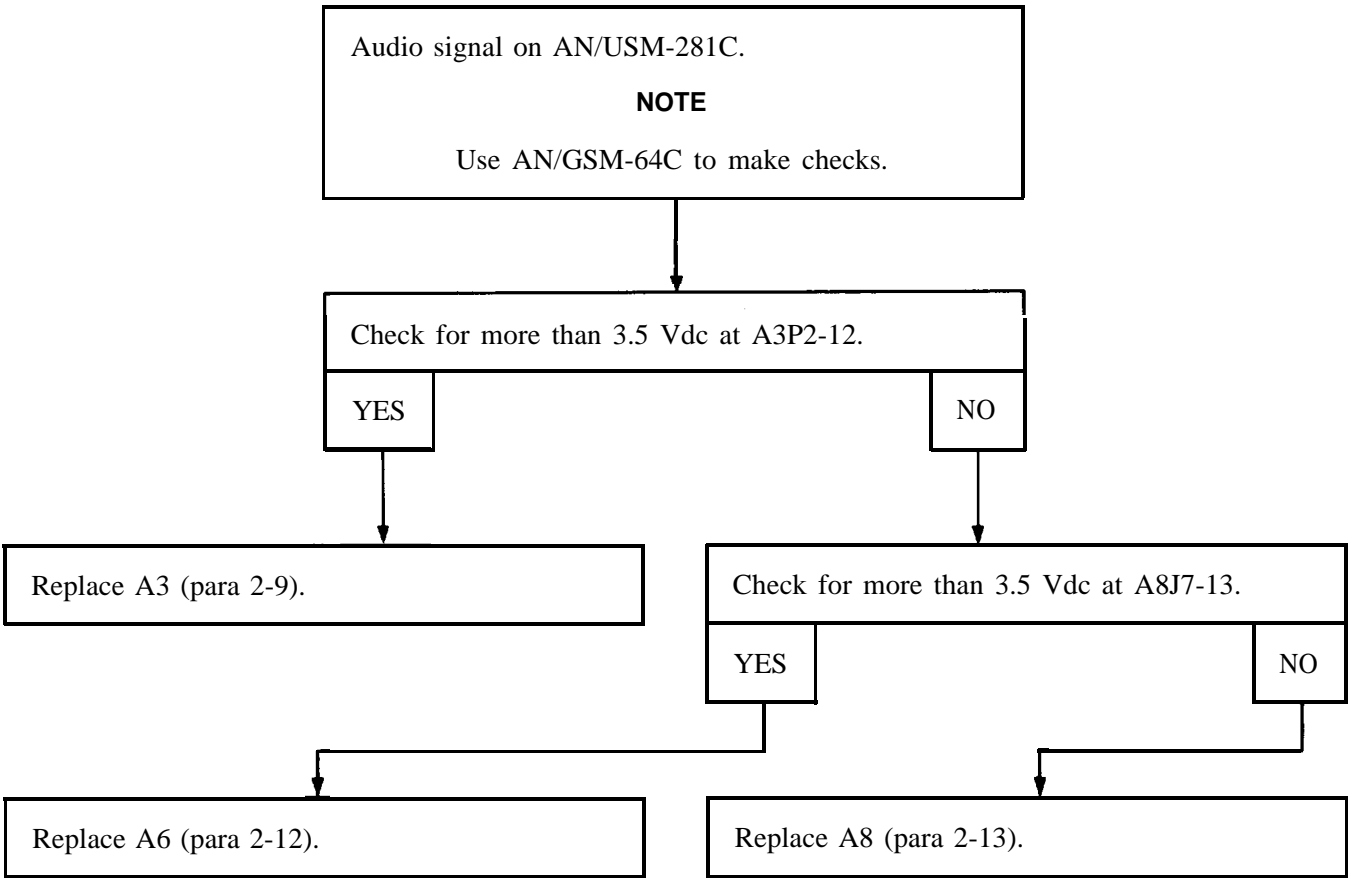 Audio signal on AN/USM-281C.
NOTE
Use AN/GSM-64C to make checks.
Check for more than 3.5 Vdc at A3P2-12.
YES
NO
Replace A3 (para 2-9).
Check for more than 3.5 Vdc at A8J7-13.
YES
NO
Replace A6 (para 2-12).
Replace A8 (para 2-13).